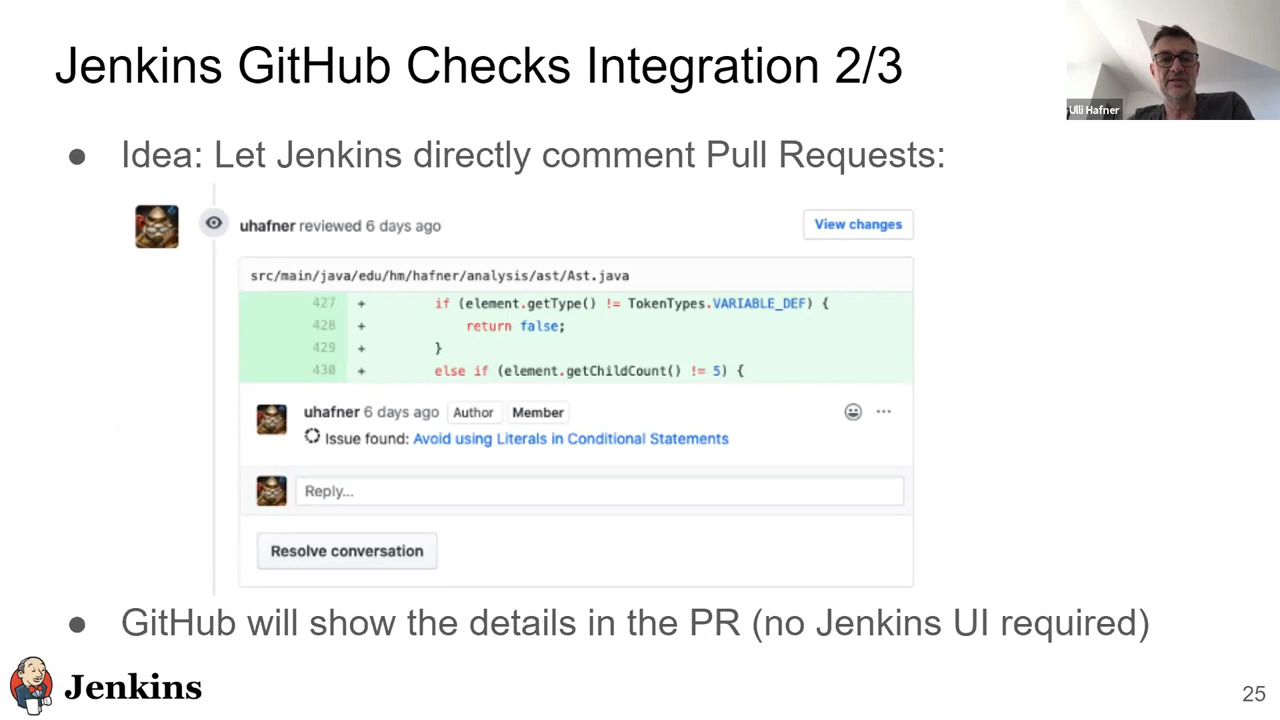 Jenkins GitHub Checks Integration 2/3
Ulli Hafner
● Idea: Let Jenkins directly comment Pull Requests:
uhafner reviewed 6 days ago
View changes
src/main/java/edu/hm/hafner/analysis/ast/Ast.java
427 + if (element.getType() != TokenTypes.VARIABLE_DEF) {
428 + return false;
429 + }
430 + else if (element.getChildCount() != 5) {
uhafner 6 days ago Author Member
Issue found: Avoid using Literals in Conditional Statements
Reply...
Resolve conversation
● GitHub will show the details in the PR (no Jenkins UI required)
Jenkins
25